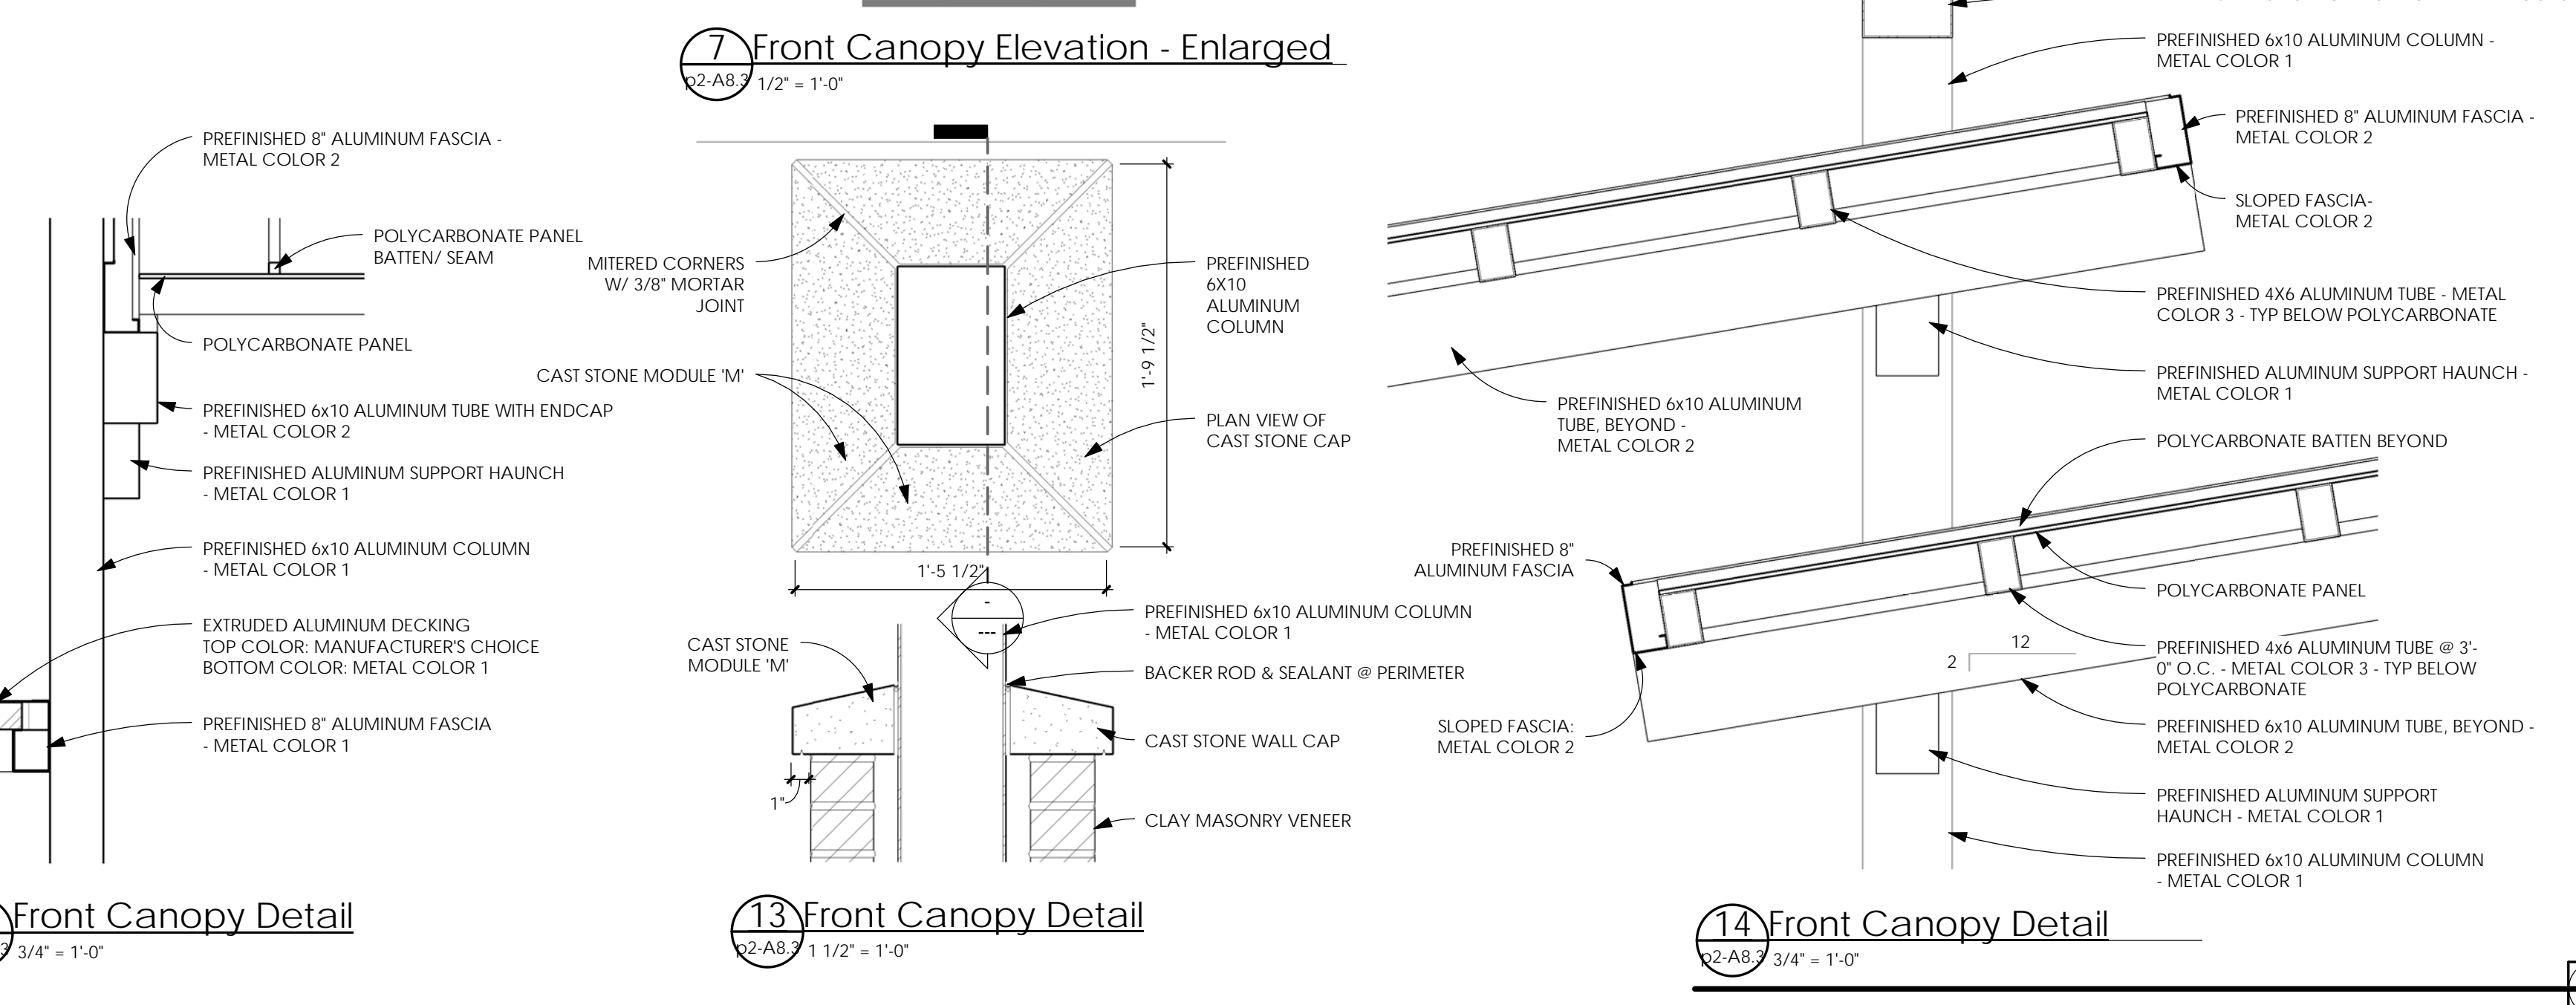 7 Front Canopy Elevation - Enlarged
p2-A8.3 1/2" = 1'-0"
PREFINISHED 8" ALUMINUM FASCIA -
METAL COLOR 2
POLYCARBONATE PANEL
BATTEN/ SEAM
POLYCARBONATE PANEL
PREFINISHED 6x10 ALUMINUM TUBE WITH ENDCAP
- METAL COLOR 2
PREFINISHED ALUMINUM SUPPORT HAUNCH
- METAL COLOR 1
PREFINISHED 6x10 ALUMINUM COLUMN
- METAL COLOR 1
EXTRUDED ALUMINUM DECKING
TOP COLOR: MANUFACTURER'S CHOICE
BOTTOM COLOR: METAL COLOR 1
PREFINISHED 8" ALUMINUM FASCIA
- METAL COLOR 1
Front Canopy Detail
3 3/4" = 1'-0"
MITERED CORNERS
W/ 3/8" MORTAR
JOINT
CAST STONE MODULE 'M'
PREFINISHED
6X10
ALUMINUM
COLUMN
1'-9 1/2"
PLAN VIEW OF
CAST STONE CAP
1'-5 1/2"
-
---
PREFINISHED 6x10 ALUMINUM COLUMN
- METAL COLOR 1
CAST STONE
MODULE 'M'
BACKER ROD & SEALANT @ PERIMETER
CAST STONE WALL CAP
1"
CLAY MASONRY VENEER
13 Front Canopy Detail
p2-A8.3 1 1/2" = 1'-0"
PREFINISHED 6x10 ALUMINUM COLUMN -
METAL COLOR 1
PREFINISHED 8" ALUMINUM FASCIA -
METAL COLOR 2
SLOPED FASCIA-
METAL COLOR 2
PREFINISHED 4X6 ALUMINUM TUBE - METAL
COLOR 3 - TYP BELOW POLYCARBONATE
PREFINISHED ALUMINUM SUPPORT HAUNCH -
METAL COLOR 1
PREFINISHED 6x10 ALUMINUM
TUBE, BEYOND -
METAL COLOR 2
POLYCARBONATE BATTEN BEYOND
PREFINISHED 8"
ALUMINUM FASCIA
POLYCARBONATE PANEL
12
2
PREFINISHED 4x6 ALUMINUM TUBE @ 3'-
0" O.C. - METAL COLOR 3 - TYP BELOW
POLYCARBONATE
SLOPED FASCIA:
METAL COLOR 2
PREFINISHED 6x10 ALUMINUM TUBE, BEYOND -
METAL COLOR 2
PREFINISHED ALUMINUM SUPPORT
HAUNCH - METAL COLOR 1
PREFINISHED 6x10 ALUMINUM COLUMN
- METAL COLOR 1
14 Front Canopy Detail
p2-A8.3 3/4" = 1'-0"